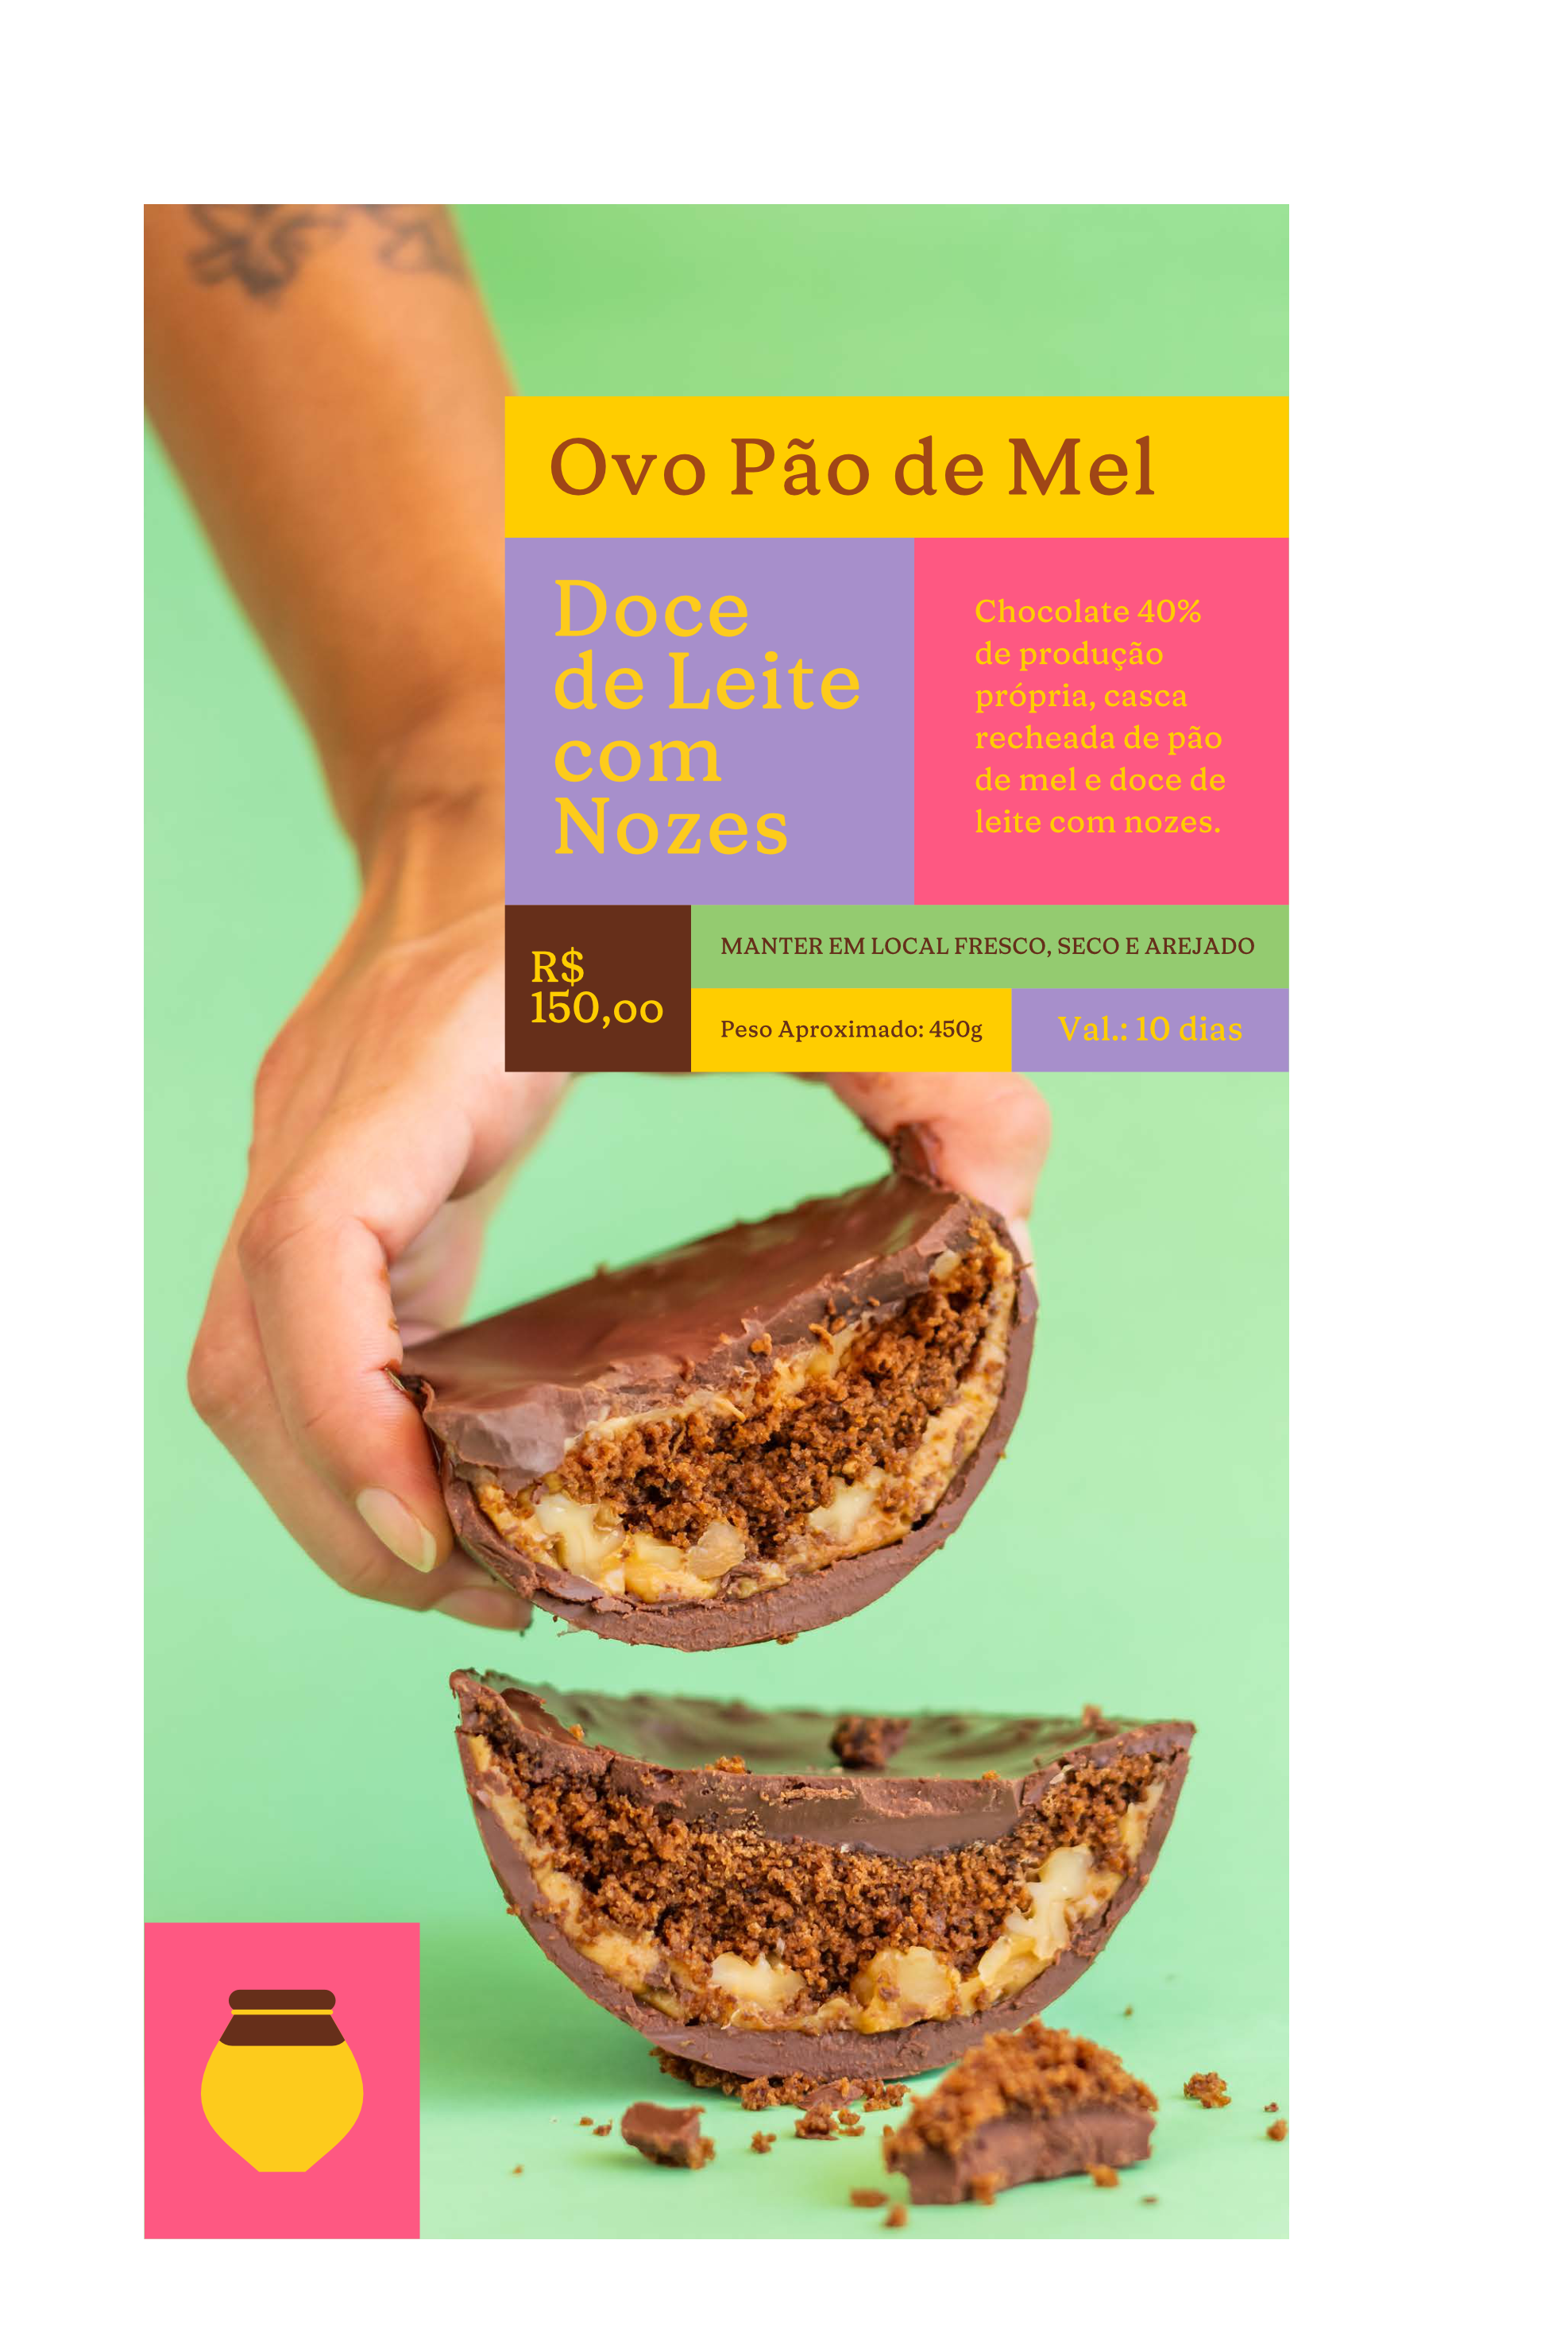 Ovo Pão de Mel
Doce
de Leite
com
Nozes
Chocolate 40%
de produção
própria, casca
recheada de pão
de mel e doce de
leite com nozes.
R$
150,00
MANTER EM LOCAL FRESCO, SECO E AREJADO
Peso Aproximado: 450g
Val.: 10 dias